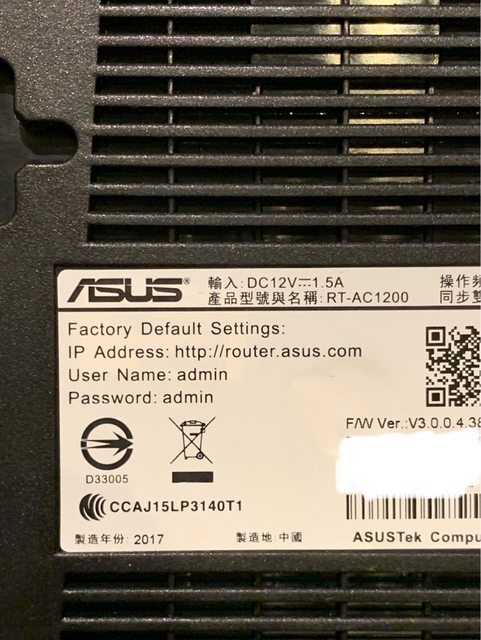 ASUS® 輸入: DC12V⎓1.5A
產品型號與名稱: RT-AC1200
操作
同步
Factory Default Settings:
IP Address: http://router.asus.com
User Name: admin
Password: admin
F/W Ver.:V3.0.0.4.38
D33005
CCAJ15LP3140T1
製造年份: 2017 製造地: 中國
ASUSTek Compu